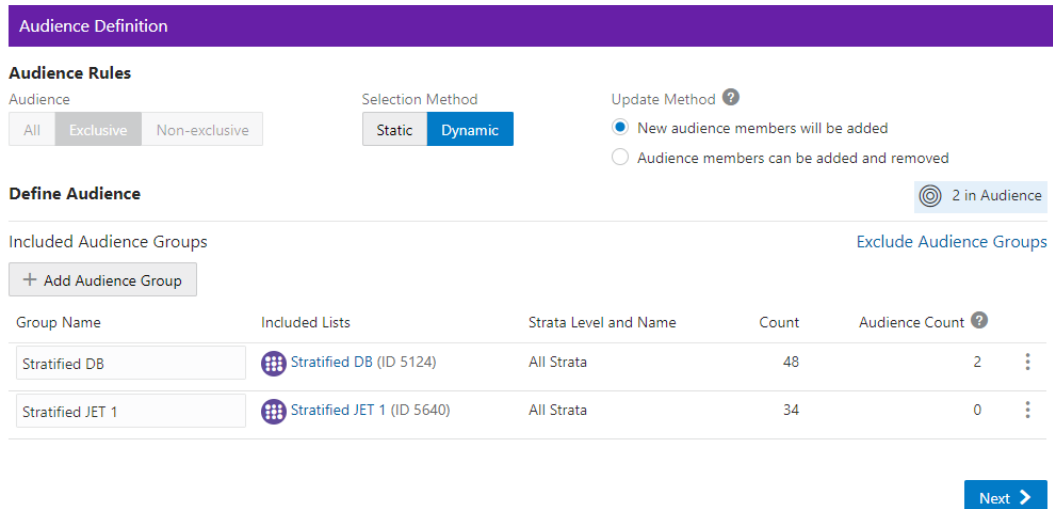 Audience Definition
Audience Rules
Audience
Selection Method
Update Method ?
All Exclusive Non-exclusive
Static Dynamic
New audience members will be added
Audience members can be added and removed
Define Audience
2 in Audience
Included Audience Groups
Exclude Audience Groups
+ Add Audience Group
Group Name Included Lists Strata Level and Name Count Audience Count ?
Stratified DB Stratified DB (ID 5124) All Strata 48 2
Stratified JET 1 Stratified JET 1 (ID 5640) All Strata 34 0
Next